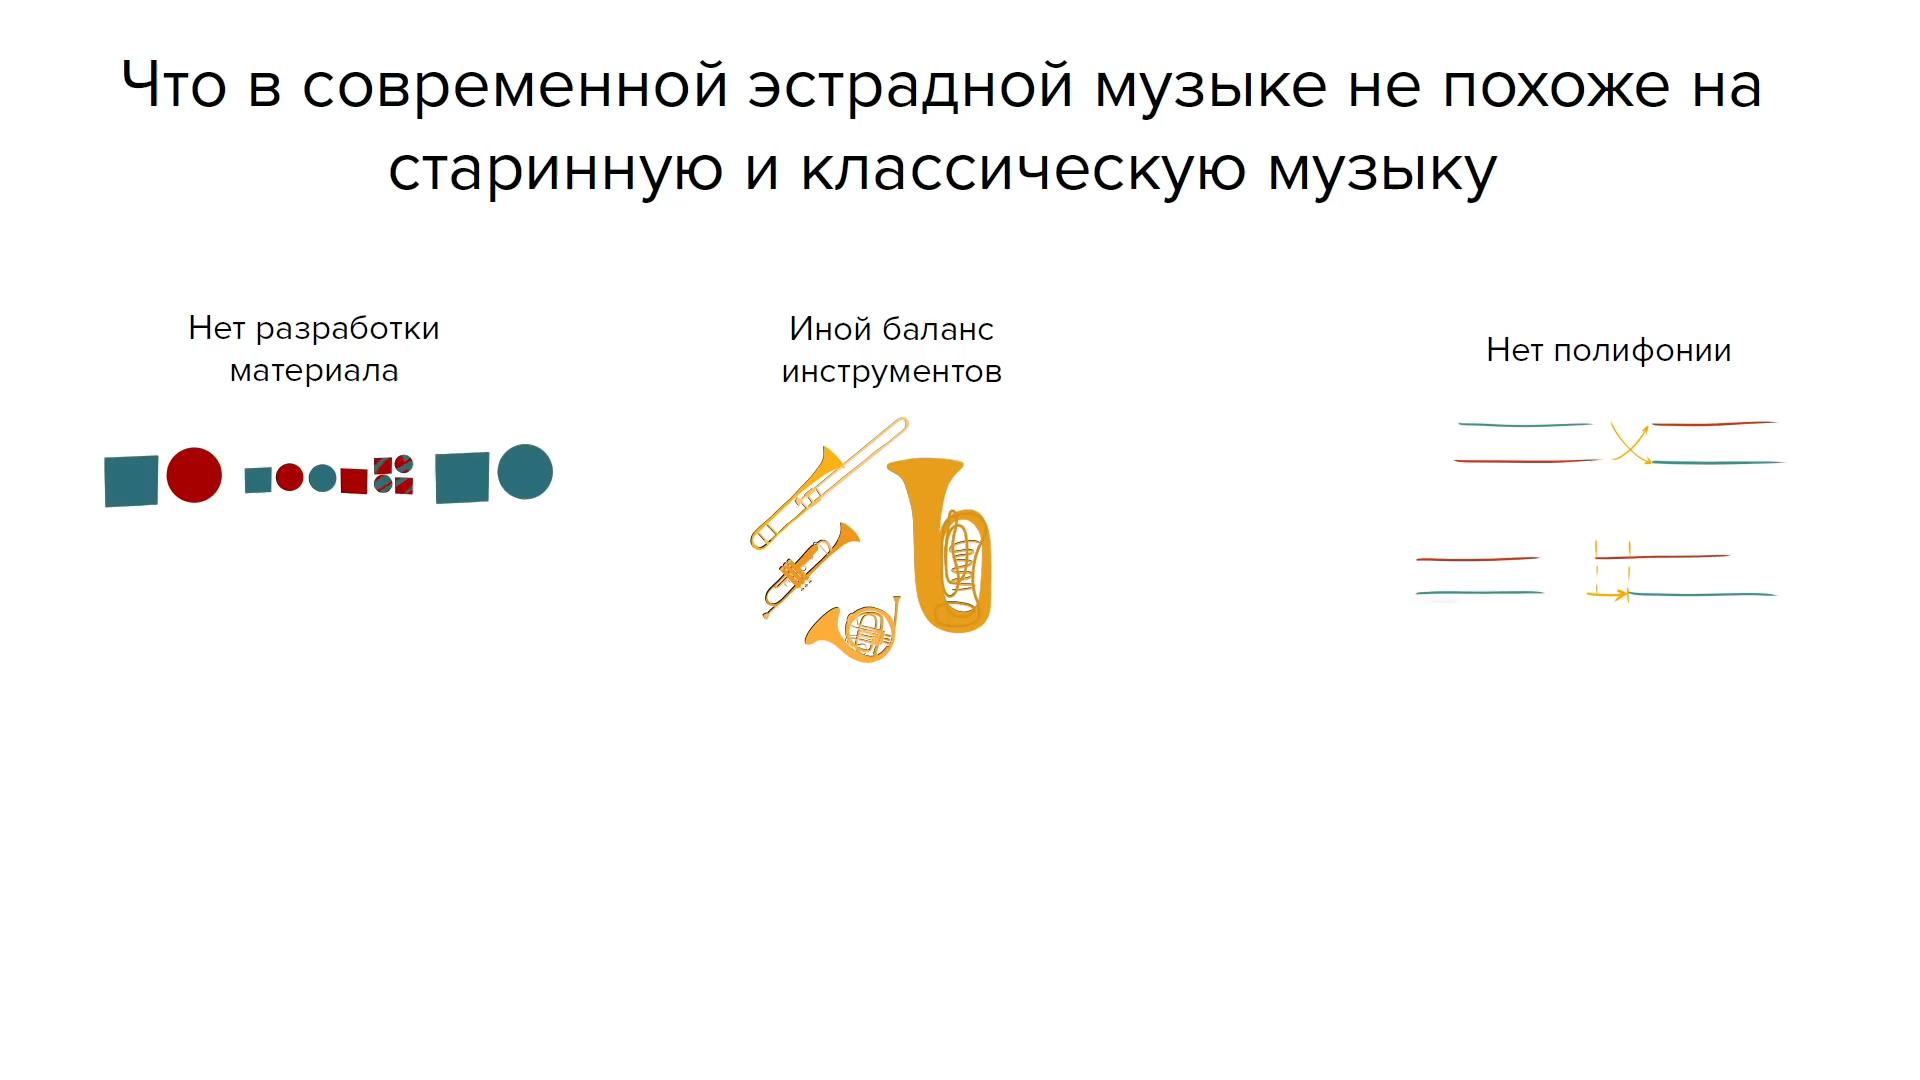 Что в современной эстрадной музыке не похоже на
старинную и классическую музыку
Нет разработки
материала
Иной баланс
инструментов
Нет полифонии